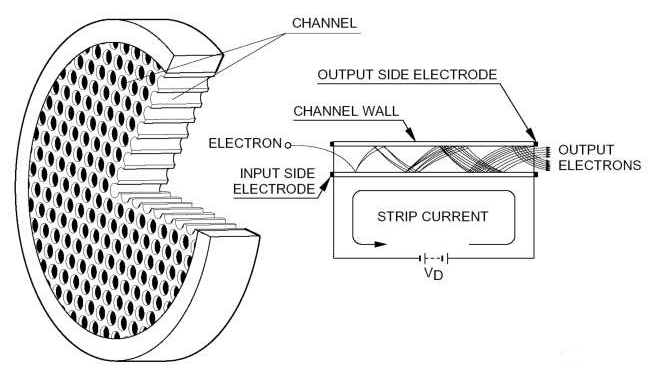 CHANNEL
OUTPUT SIDE ELECTRODE
CHANNEL WALL
ELECTRON
OUTPUT
ELECTRONS
INPUT SIDE
ELECTRODE
STRIP CURRENT
VD